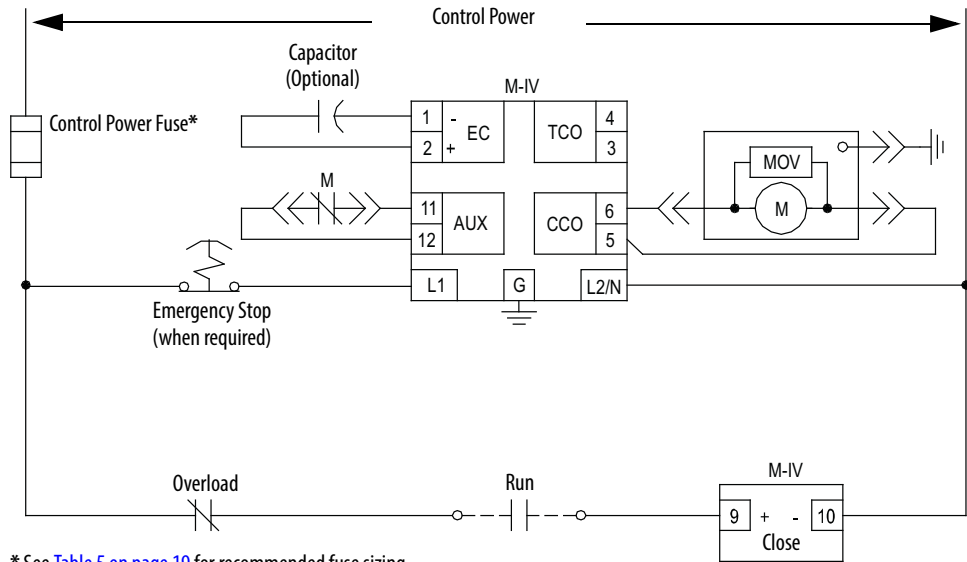 Control Power
Capacitor
(Optional)
M-IV
Control Power Fuse*
1 - EC TCO 4
2 + 3
MOV
M
11 AUX CCO 6 M
12 5
L1 G L2/N
Emergency Stop
(when required)
Overload
Run
M-IV
9 + - 10
Close
* See Table 5 on page 19 for recommended fuse sizing